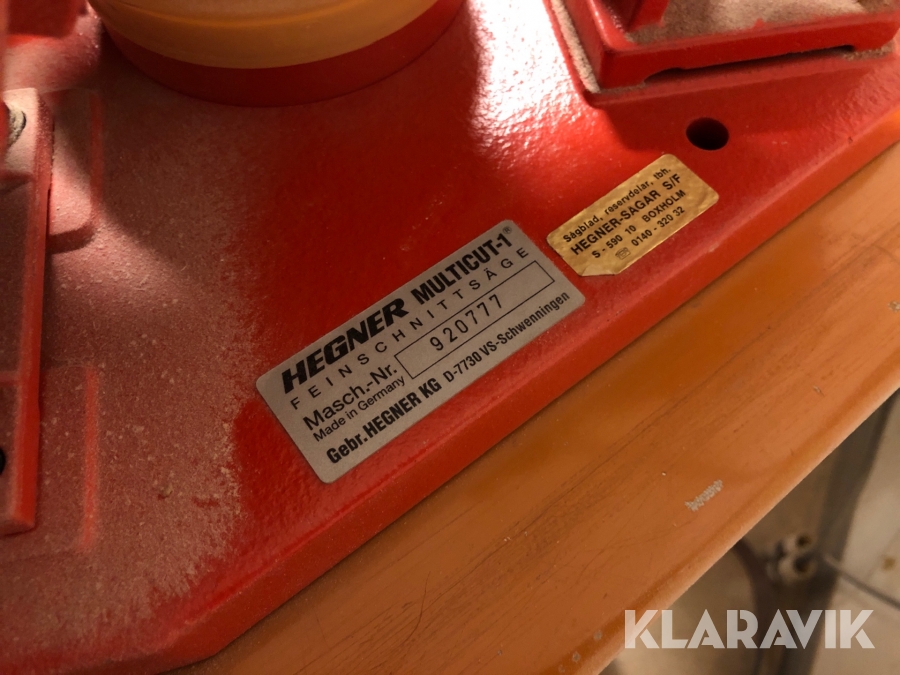 HEGNER MULTICUT-1®
FEINSCHNITTSÄGE
Masch.-Nr. 920777
Made in Germany
Gebr. HEGNER KG D-7730 VS-Schwenningen
Sågblad, reservdelar, tbh.
HEGNER-SÅGAR S/F
S-590 10 BOXHOLM
0140-320 32
KLARAVIK